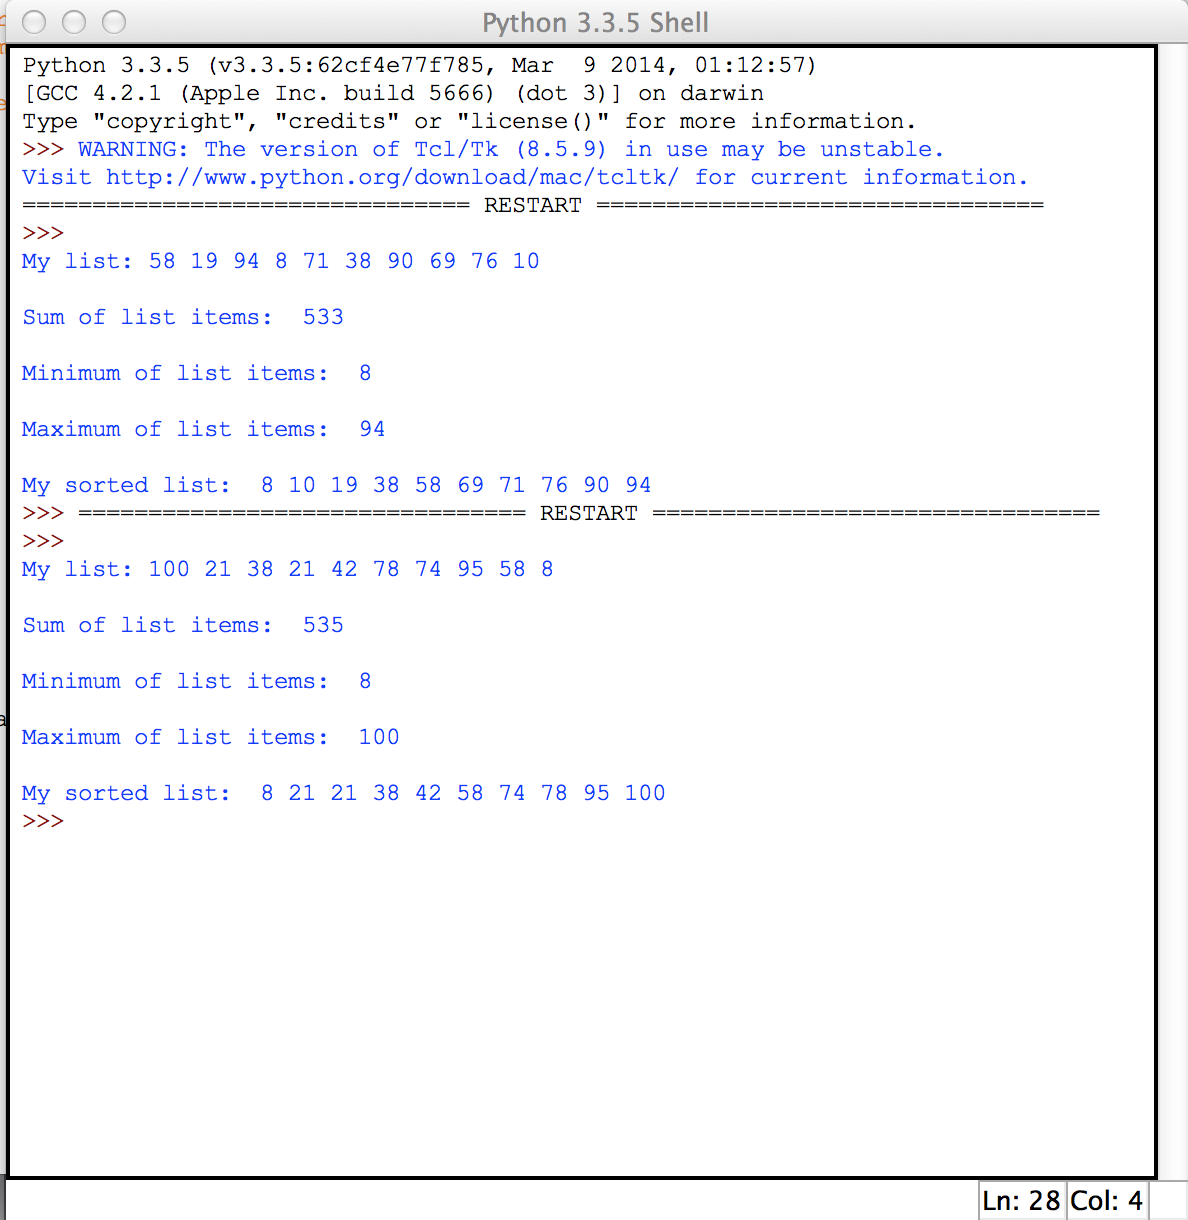 Python 3.3.5 Shell
Python 3.3.5 (v3.3.5:62cf4e77f785, Mar  9 2014, 01:12:57)
[GCC 4.2.1 (Apple Inc. build 5666) (dot 3)] on darwin
Type "copyright", "credits" or "license()" for more information.
>>> WARNING: The version of Tcl/Tk (8.5.9) in use may be unstable.
Visit http://www.python.org/download/mac/tcltk/ for current information.
================================ RESTART ================================
>>>
My list: 58 19 94 8 71 38 90 69 76 10
Sum of list items:  533
Minimum of list items:  8
Maximum of list items:  94
My sorted list:  8 10 19 38 58 69 71 76 90 94
>>> ================================ RESTART ================================
>>>
My list: 100 21 38 21 42 78 74 95 58 8
Sum of list items:  535
Minimum of list items:  8
Maximum of list items:  100
My sorted list:  8 21 21 38 42 58 74 78 95 100
>>>
Ln: 28 Col: 4